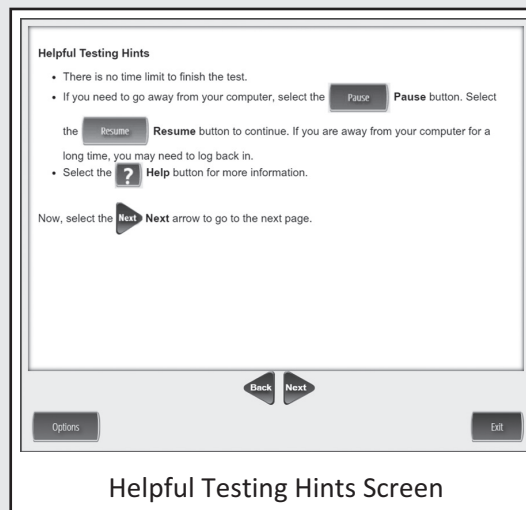 Helpful Testing Hints
• There is no time limit to finish the test.
• If you need to go away from your computer, select the Pause Pause button. Select
the Resume Resume button to continue. If you are away from your computer for a
long time, you may need to log back in.
• Select the ? Help button for more information.
Now, select the Next Next arrow to go to the next page.
Back Next
Options Exit
Helpful Testing Hints Screen